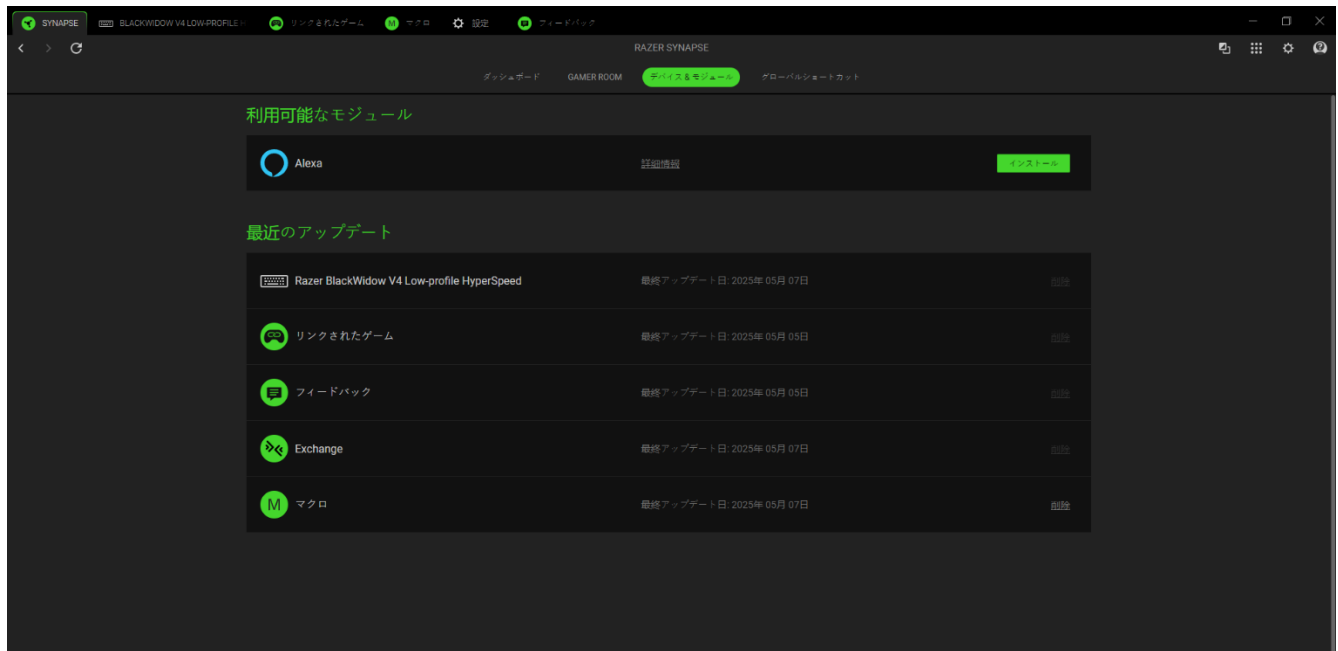 SYNAPSE
BLACKWIDOW V4 LOW-PROFILE H
リンクされたゲーム
マクロ
設定
フィードバック
RAZER SYNAPSE
ダッシュボード
GAMER ROOM
デバイス & モジュール
グローバルショートカット
利用可能なモジュール
Alexa 詳細情報 インストール
最近のアップデート
Razer BlackWidow V4 Low-profile HyperSpeed 最終アップデート日: 2025年 05月 07日 削除
リンクされたゲーム 最終アップデート日: 2025年 05月 05日 削除
フィードバック 最終アップデート日: 2025年 05月 05日 削除
Exchange 最終アップデート日: 2025年 05月 07日 削除
M マクロ 最終アップデート日: 2025年 05月 07日 削除